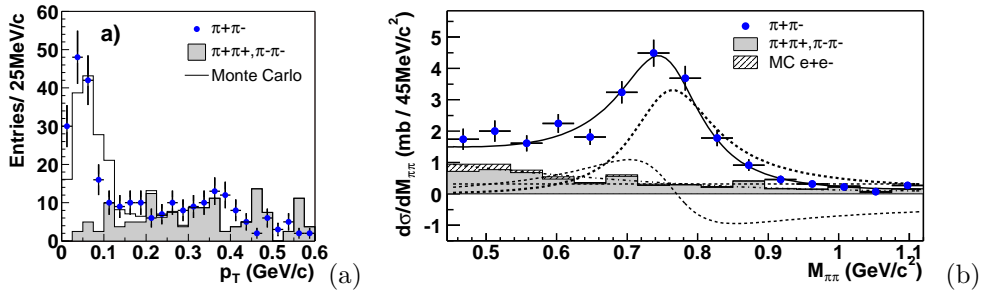 a)
π+π-
π+π+,π-π-
Monte Carlo
Entries/ 25MeV/c
60
50
40
30
20
10
0
0 0.1 0.2 0.3 0.4 0.5 0.6
p_T (GeV/c)
(a)
π+π-
π+π+,π-π-
MC e+e-
dσ/dM_ππ (mb / 45MeV/c²)
5
4
3
2
1
0
-1
0.5 0.6 0.7 0.8 0.9 1 1.1
M_ππ (GeV/c²)
(b)